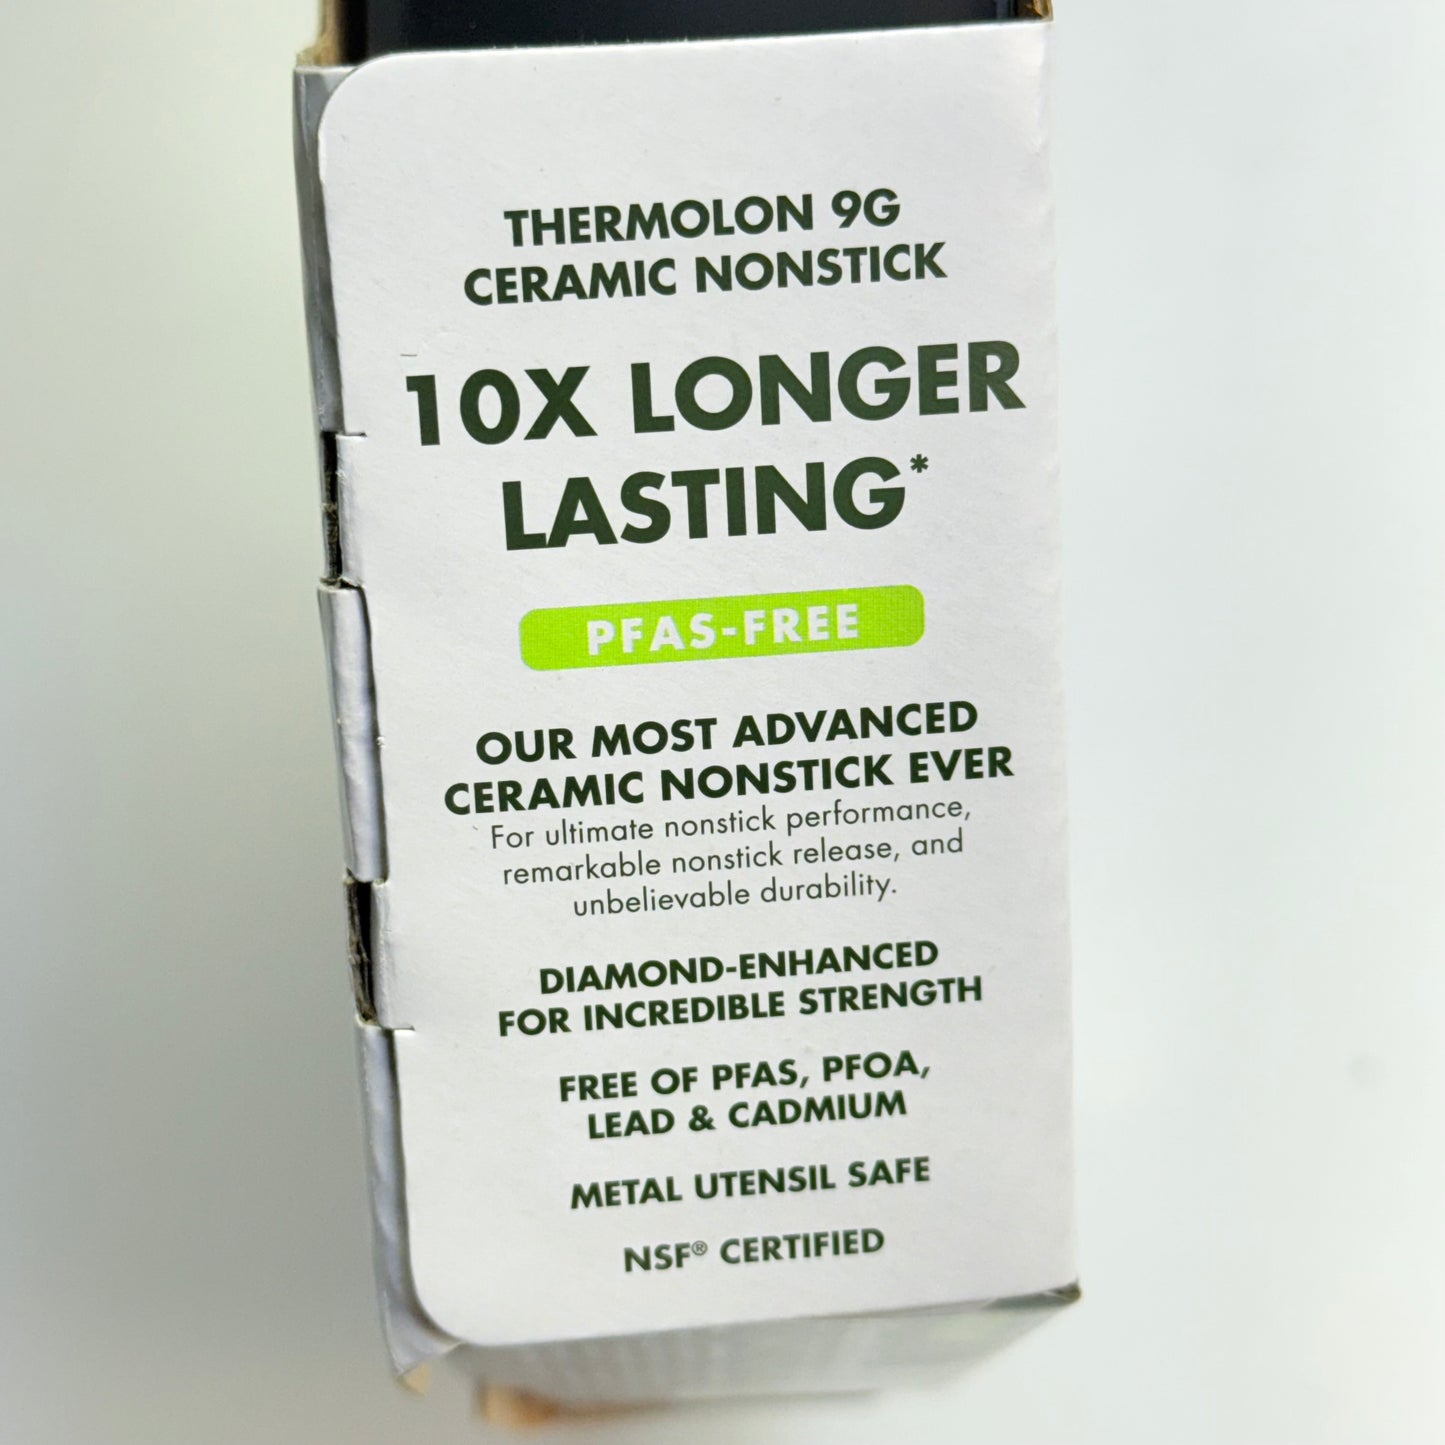 THERMOLON 9G
CERAMIC NONSTICK
10X LONGER
LASTING*
PFAS-FREE
OUR MOST ADVANCED
CERAMIC NONSTICK EVER
For ultimate nonstick performance,
remarkable nonstick release, and
unbelievable durability.
DIAMOND-ENHANCED
FOR INCREDIBLE STRENGTH
FREE OF PFAS, PFOA,
LEAD & CADMIUM
METAL UTENSIL SAFE
NSF® CERTIFIED